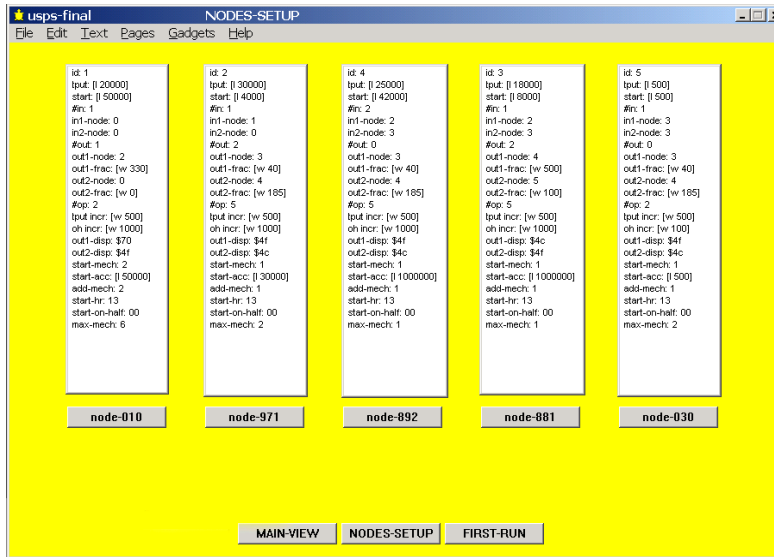 usps-final NODES-SETUP
File Edit Text Pages Gadgets Help
id: 1
tput: [l 20000]
start: [l 50000]
#in: 1
in1-node: 0
in2-node: 0
#out: 1
out1-node: 2
out1-frac: [w 330]
out2-node: 0
out2-frac: [w 0]
#op: 2
tput incr: [w 500]
oh incr: [w 1000]
out1-disp: $70
out2-disp: $4f
start-mech: 2
start-acc: [l 50000]
add-mech: 2
start-hr: 13
start-on-half: 00
max-mech: 6
node-010
id: 2
tput: [l 30000]
start: [l 4000]
#in: 1
in1-node: 1
in2-node: 0
#out: 2
out1-node: 3
out1-frac: [w 40]
out2-node: 4
out2-frac: [w 185]
#op: 5
tput incr: [w 500]
oh incr: [w 1000]
out1-disp: $4f
out2-disp: $4c
start-mech: 1
start-acc: [l 30000]
add-mech: 1
start-hr: 13
start-on-half: 00
max-mech: 2
node-971
id: 4
tput: [l 25000]
start: [l 42000]
#in: 2
in1-node: 2
in2-node: 3
#out: 0
out1-node: 3
out1-frac: [w 40]
out2-node: 4
out2-frac: [w 185]
#op: 5
tput incr: [w 500]
oh incr: [w 1000]
out1-disp: $4f
out2-disp: $4c
start-mech: 1
start-acc: [l 1000000]
add-mech: 1
start-hr: 13
start-on-half: 00
max-mech: 1
node-892
id: 3
tput: [l 18000]
start: [l 8000]
#in: 1
in1-node: 2
in2-node: 3
#out: 2
out1-node: 4
out1-frac: [w 500]
out2-node: 5
out2-frac: [w 100]
#op: 5
tput incr: [w 500]
oh incr: [w 1000]
out1-disp: $4c
out2-disp: $4f
start-mech: 1
start-acc: [l 1000000]
add-mech: 1
start-hr: 13
start-on-half: 00
max-mech: 1
node-881
id: 5
tput: [l 500]
start: [l 500]
#in: 1
in1-node: 3
in2-node: 3
#out: 0
out1-node: 3
out1-frac: [w 40]
out2-node: 4
out2-frac: [w 185]
#op: 5
tput incr: [w 500]
oh incr: [w 100]
out1-disp: $4f
out2-disp: $4c
start-mech: 1
start-acc: [l 500]
add-mech: 1
start-hr: 13
start-on-half: 00
max-mech: 2
node-030
MAIN-VIEW NODES-SETUP FIRST-RUN